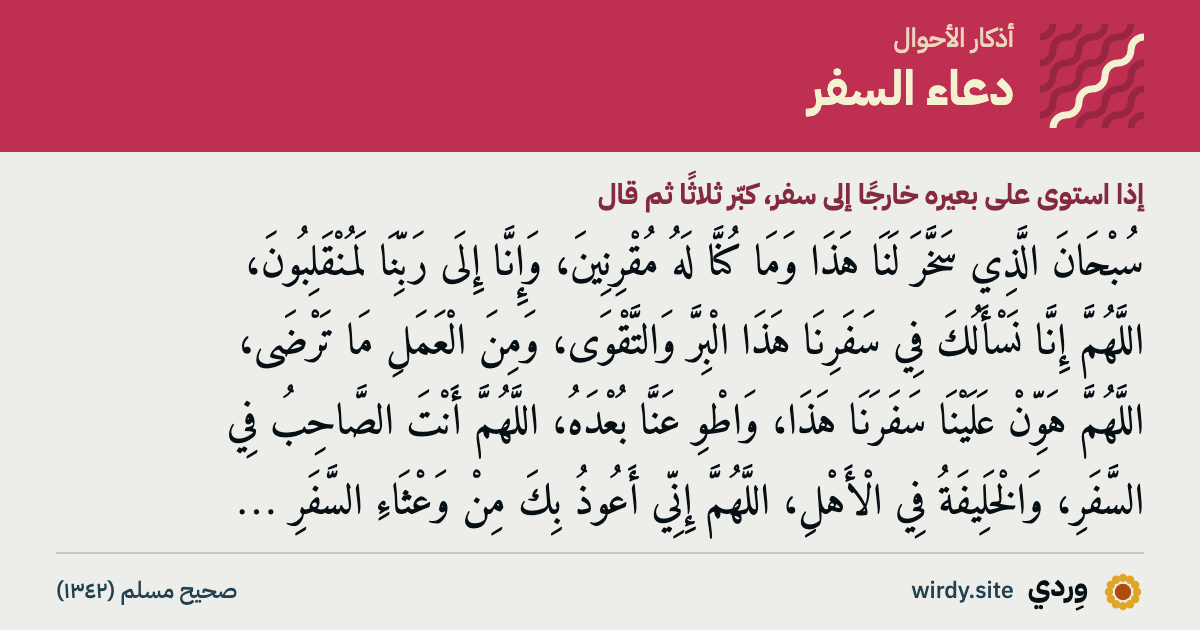 أذكار الأحوال
دعاء السفر
إذا استوى على بعيره خارجًا إلى سفر، كبّر ثلاثًا ثم قال
سُبْحَانَ الَّذِي سَخَّرَ لَنَا هَذَا وَمَا كُنَّا لَهُ مُقْرِنِينَ، وَإِنَّا إِلَى رَبِّنَا لَمُنْقَلِبُونَ،
اللَّهُمَّ إِنَّا نَسْأَلُكَ فِي سَفَرِنَا هَذَا الْبِرَّ وَالتَّقْوَى، وَمِنَ الْعَمَلِ مَا تَرْضَى،
اللَّهُمَّ هَوِّنْ عَلَيْنَا سَفَرَنَا هَذَا، وَاطْوِ عَنَّا بُعْدَهُ، اللَّهُمَّ أَنْتَ الصَّاحِبُ فِي
السَّفَرِ، وَالْخَلِيفَةُ فِي الْأَهْلِ، اللَّهُمَّ إِنِّي أَعُوذُ بِكَ مِنْ وَعْثَاءِ السَّفَرِ ...
وِردي wirdy.site
صحيح مسلم (١٣٤٢)